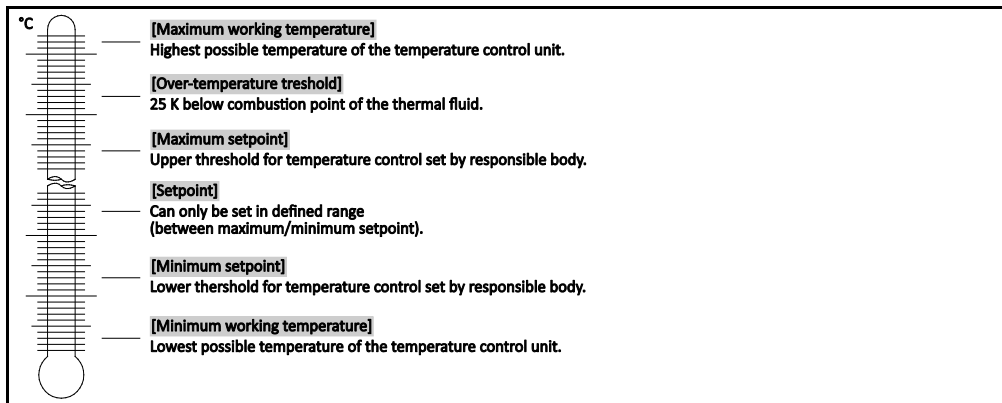 °C
[Maximum working temperature]
Highest possible temperature of the temperature control unit.
[Over-temperature treshold]
25 K below combustion point of the thermal fluid.
[Maximum setpoint]
Upper threshold for temperature control set by responsible body.
[Setpoint]
Can only be set in defined range
(between maximum/minimum setpoint).
[Minimum setpoint]
Lower thershold for temperature control set by responsible body.
[Minimum working temperature]
Lowest possible temperature of the temperature control unit.